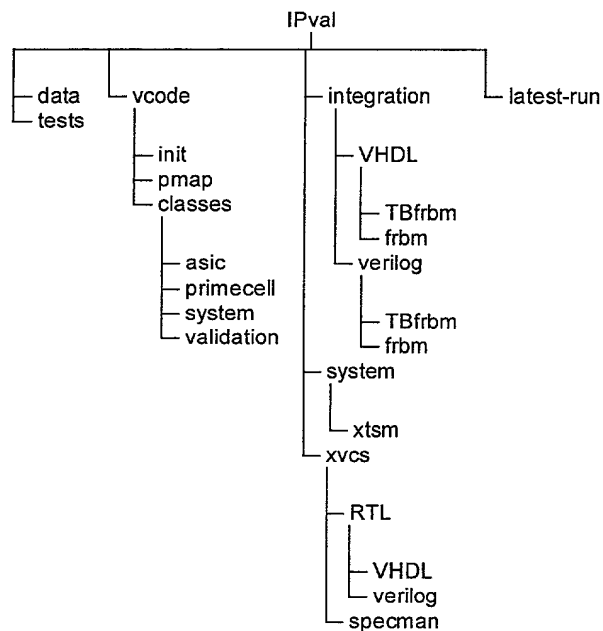 IPval
data
tests
vcode
init
pmap
classes
asic
primecell
system
validation
integration
VHDL
TBfrbm
frbm
verilog
TBfrbm
frbm
system
xtsm
xvcs
RTL
VHDL
verilog
specman
latest-run